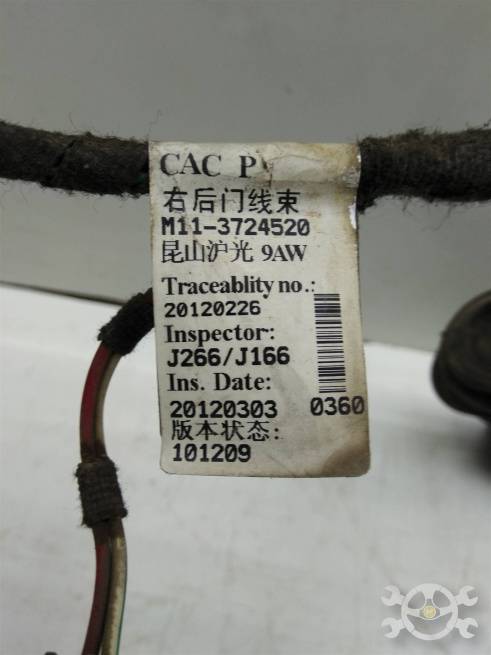 CAC P
右后门线束
M11-3724520
昆山沪光 9AW
Traceablity no.:
20120226
Inspector:
J266/J166
Ins. Date:
20120303 0360
版本状态:
101209